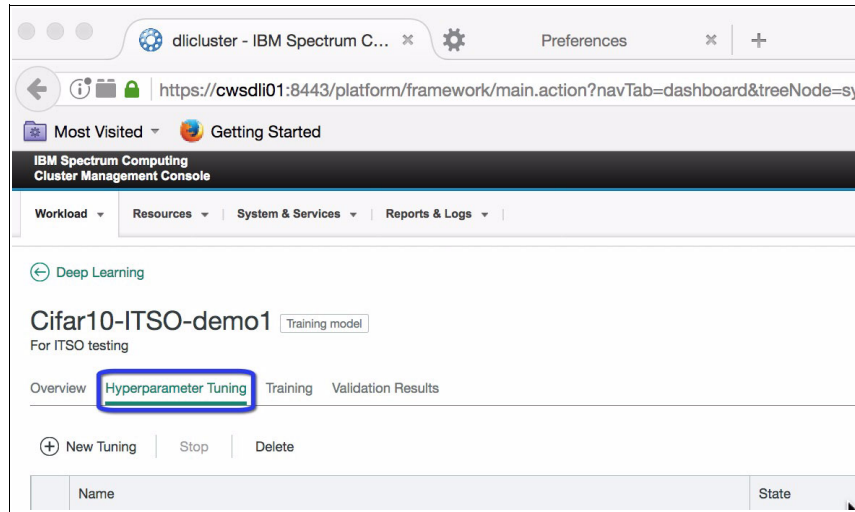 dlicluster - IBM Spectrum C... × Preferences × +
https://cwsdli01:8443/platform/framework/main.action?navTab=dashboard&treeNode=sy
Most Visited Getting Started
IBM Spectrum Computing
Cluster Management Console
Workload Resources System & Services Reports & Logs
Deep Learning
Cifar10-ITSO-demo1 Training model
For ITSO testing
Overview Hyperparameter Tuning Training Validation Results
New Tuning Stop Delete
Name State